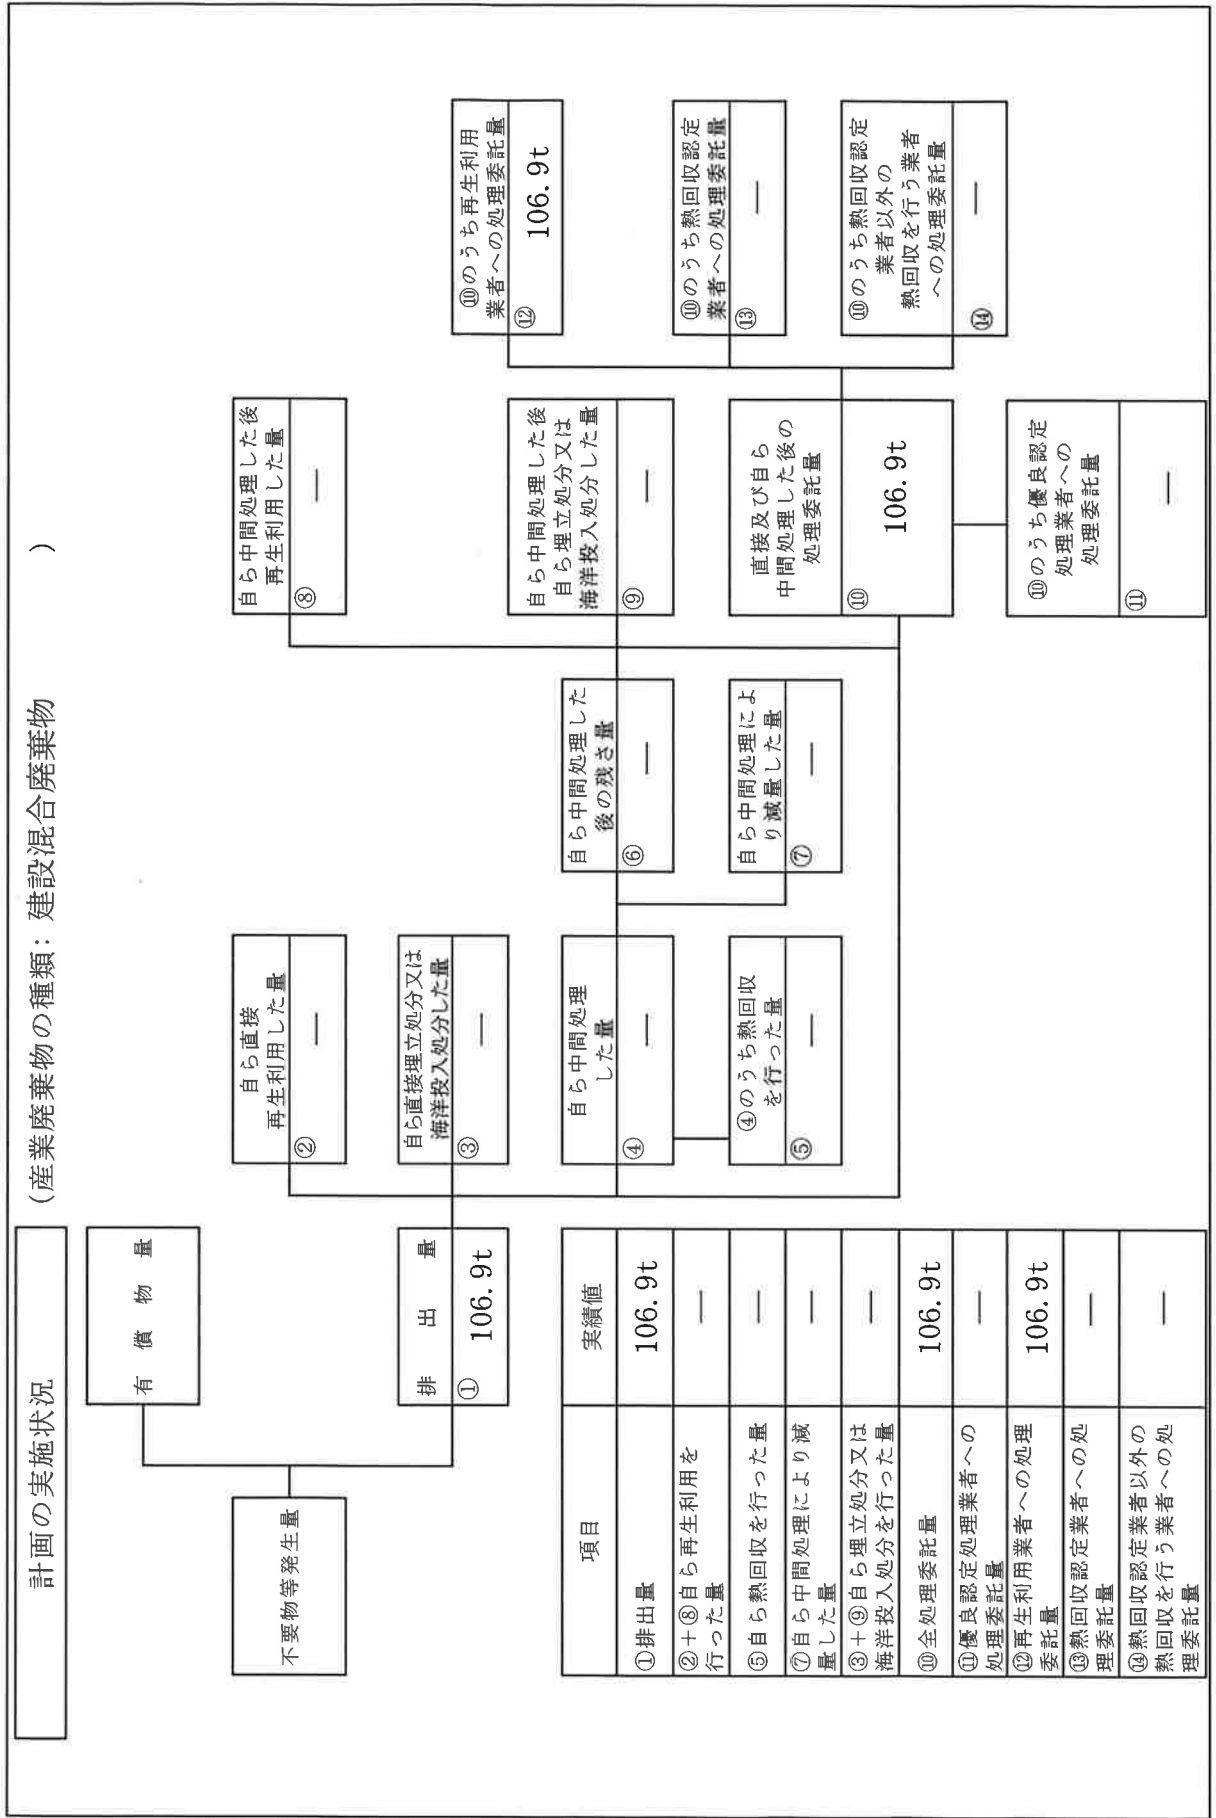 計画の実施状況
(産業廃棄物の種類: 建設混合廃棄物 )
不要物等発生量
有償物量
排出量
①
106.9t
自ら直接
再生利用した量
②
—
自ら直接埋立処分又は
海洋投入処分した量
③
—
自ら中間処理
した量
④
—
④のうち熱回収
を行った量
⑤
—
自ら中間処理した
後の残さ量
⑥
—
自ら中間処理によ
り減量した量
⑦
—
自ら中間処理した後
再生利用した量
⑧
—
自ら中間処理した後
自ら埋立処分又は
海洋投入処分した量
⑨
—
直接及び自ら
中間処理した後の
処理委託量
⑩
106.9t
⑩のうち優良認定
処理業者への
処理委託量
⑪
—
⑩のうち再生利用
業者への処理委託量
⑫
106.9t
⑩のうち熱回収認定
業者への処理委託量
⑬
—
⑩のうち熱回収認定
業者以外の
熱回収を行う業者
への処理委託量
⑭
—
項目 実績値
①排出量 106.9t
②+⑧自ら再生利用を
行った量 —
⑤自ら熱回収を行った量 —
⑦自ら中間処理により減
量した量 —
③+⑨自ら埋立処分又は
海洋投入処分を行った量 —
⑩全処理委託量 106.9t
⑪優良認定処理業者への
処理委託量 —
⑫再生利用業者への処理
委託量 106.9t
⑬熱回収認定業者への処
理委託量 —
⑭熱回収認定業者以外の
熱回収を行う業者への処
理委託量 —